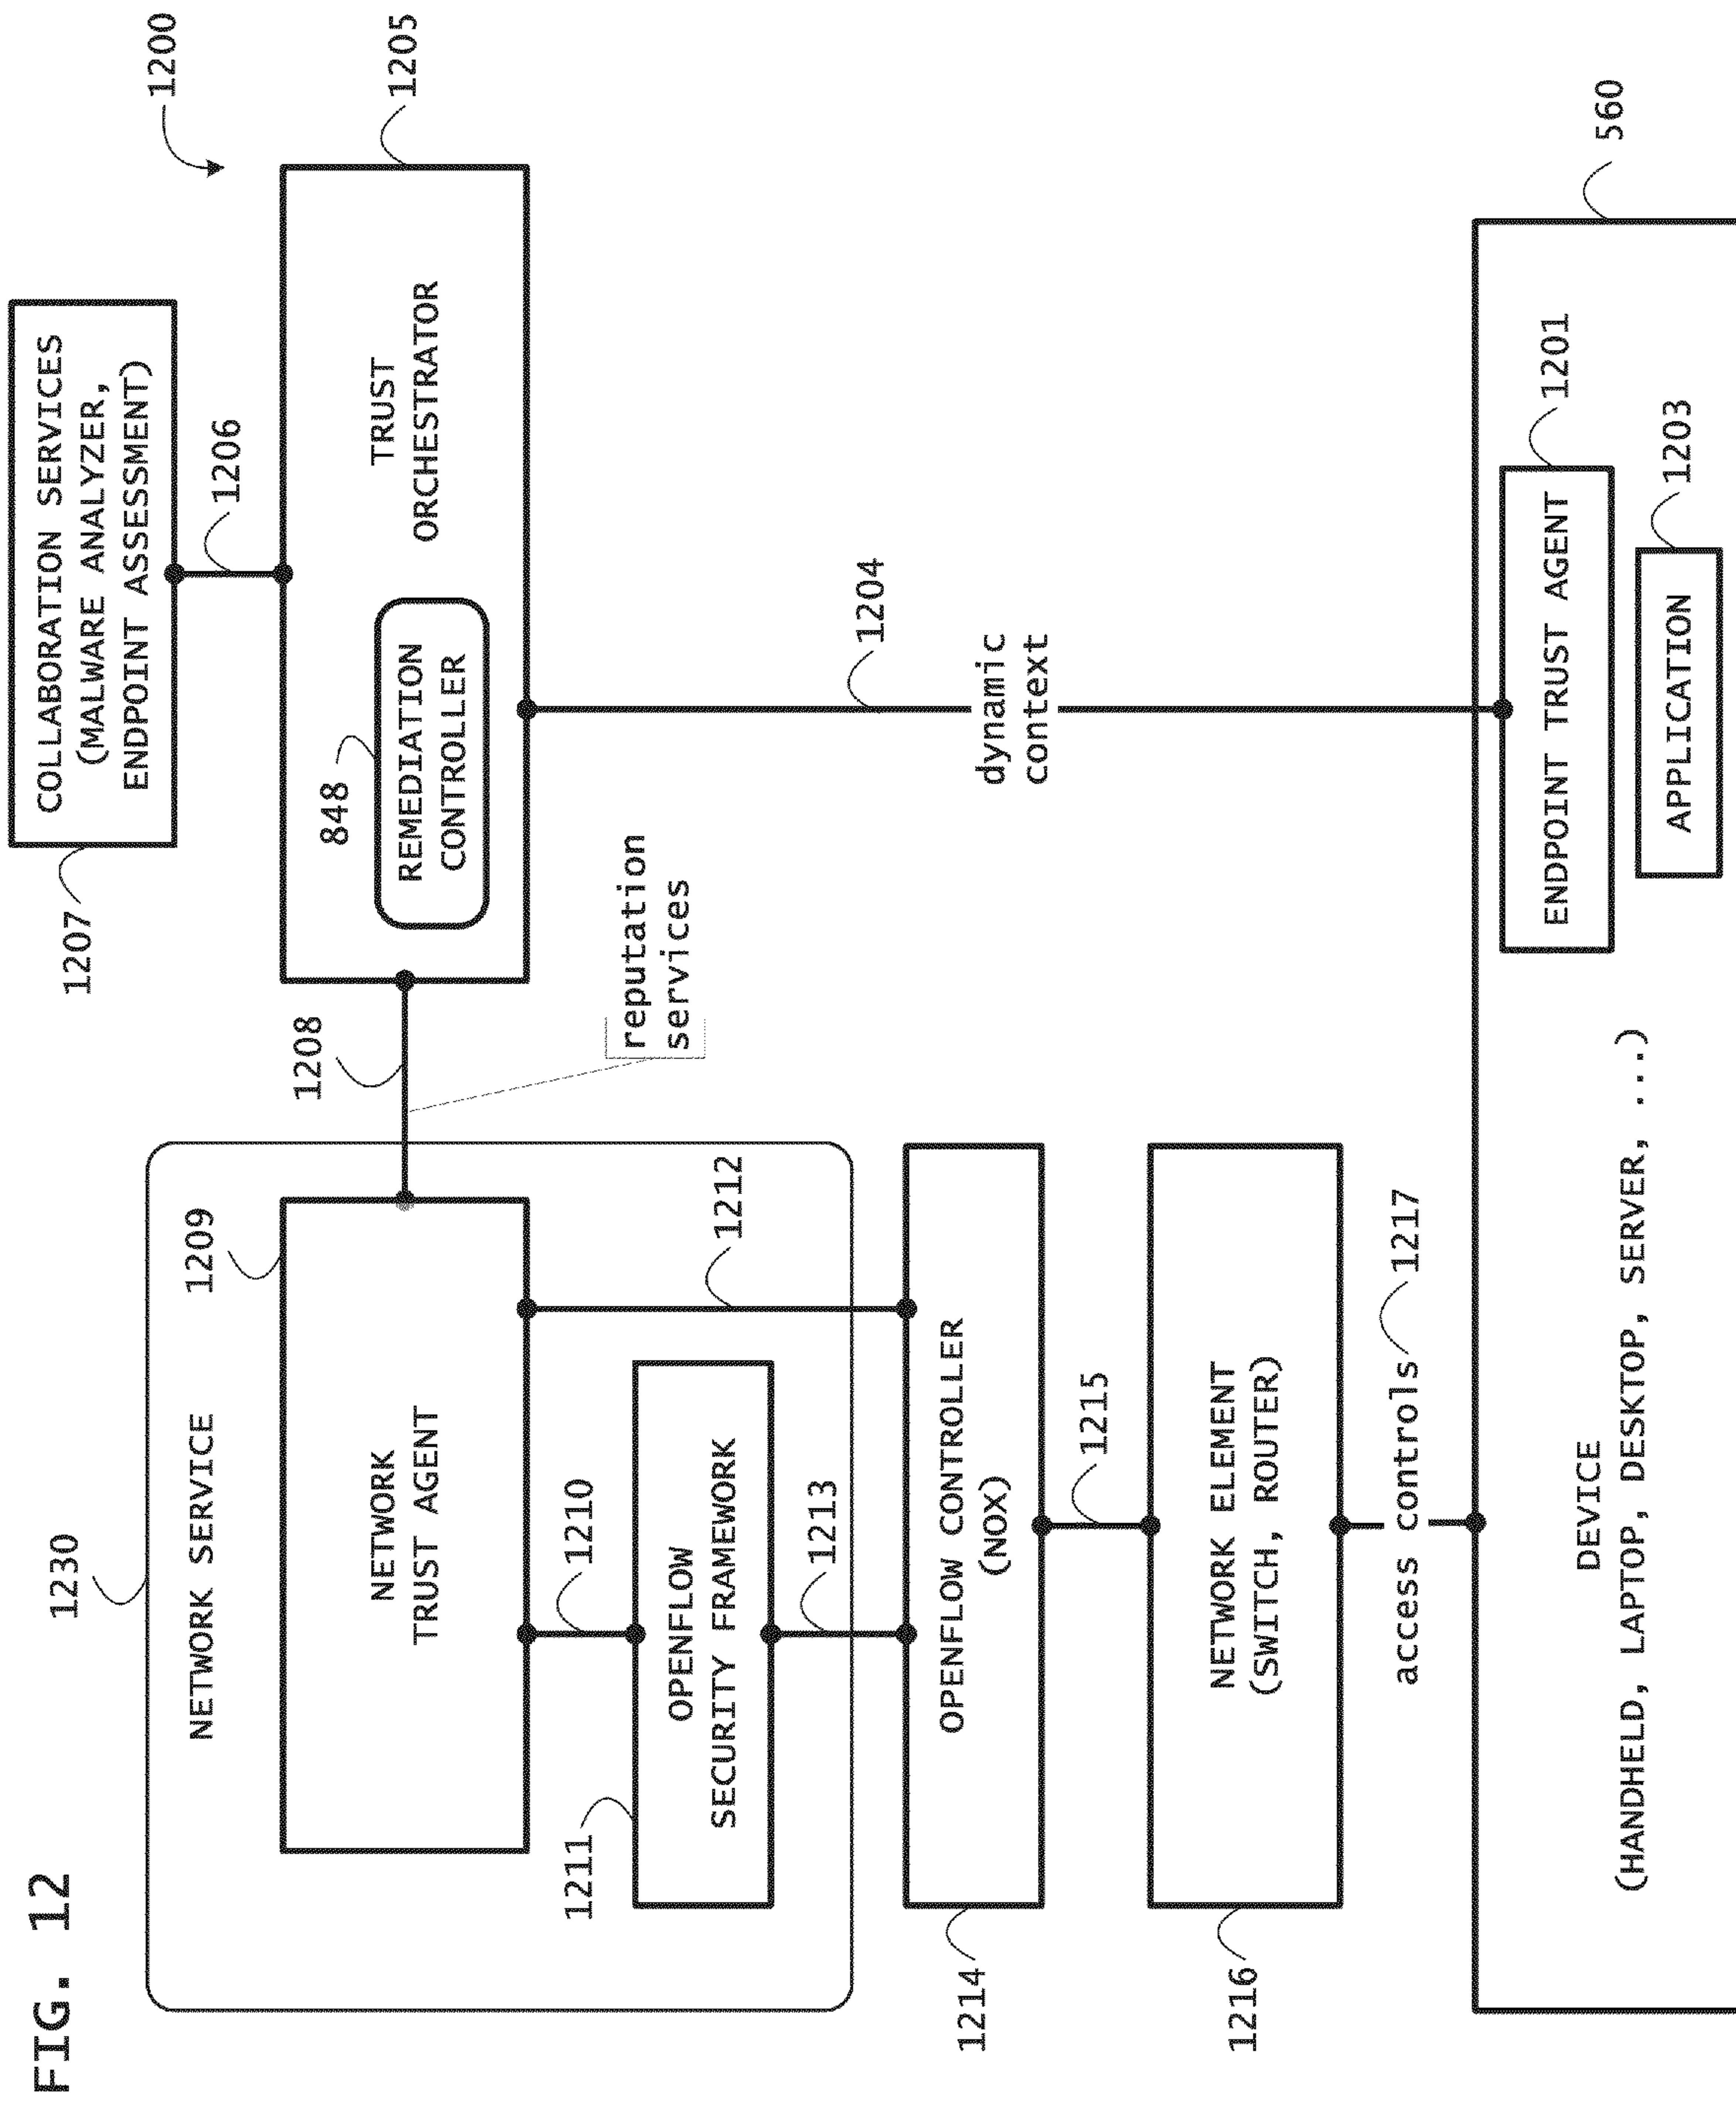 FIG. 12
1200
1230
NETWORK SERVICE
1209
NETWORK
TRUST AGENT
1210
1211
OPENFLOW
SECURITY FRAMEWORK
1212
1213
1207
COLLABORATION SERVICES
(MALWARE ANALYZER,
ENDPOINT ASSESSMENT)
1206
1205
TRUST
ORCHESTRATOR
848
REMEDIATION
CONTROLLER
1208
reputation
services
1204
dynamic
context
OPENFLOW CONTROLLER
(NOX)
1214
1215
NETWORK ELEMENT
(SWITCH, ROUTER)
1216
access controls
1217
560
DEVICE
(HANDHELD, LAPTOP, DESKTOP, SERVER, ...)
ENDPOINT TRUST AGENT
1201
APPLICATION
1203